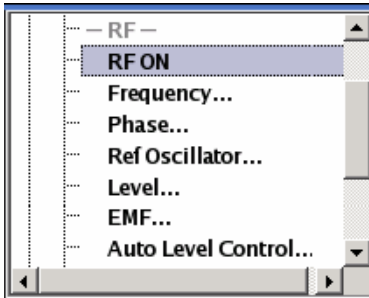 – RF –
RF ON
Frequency...
Phase...
Ref Oscillator...
Level...
EMF...
Auto Level Control...